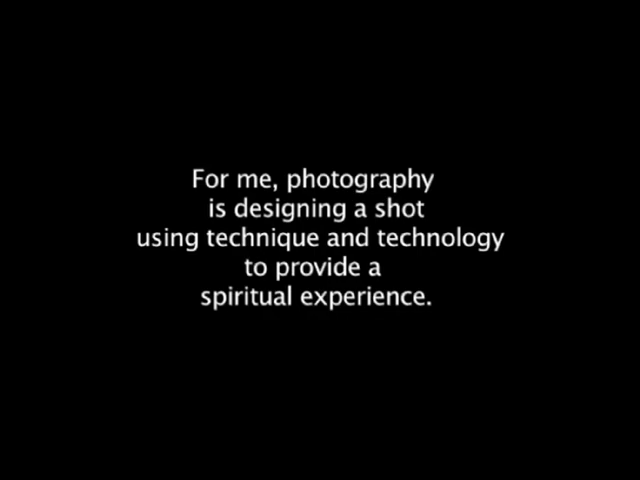 For me, photography
is designing a shot
using technique and technology
to provide a
spiritual experience.